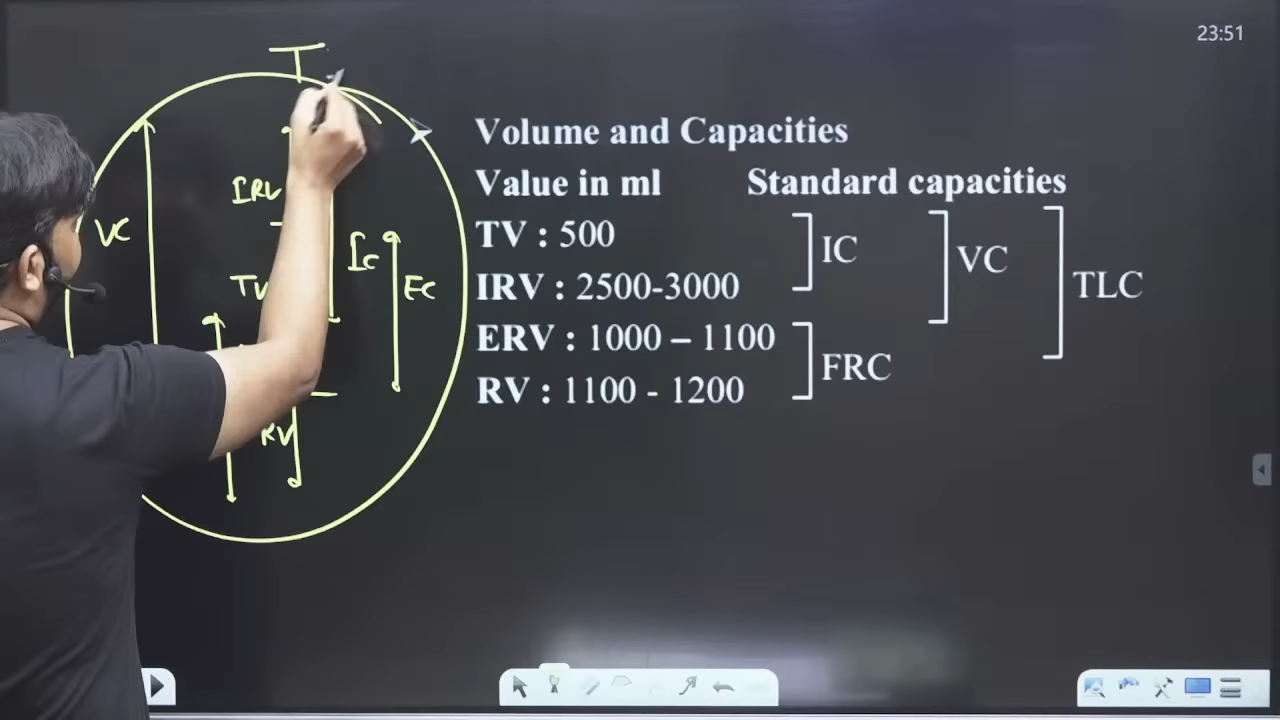 23:51
T
VC
IRV
IC
EC
TV
RV
Volume and Capacities
Value in ml Standard capacities
TV : 500
IRV : 2500-3000
ERV : 1000 – 1100
RV : 1100 - 1200
IC
FRC
VC
TLC